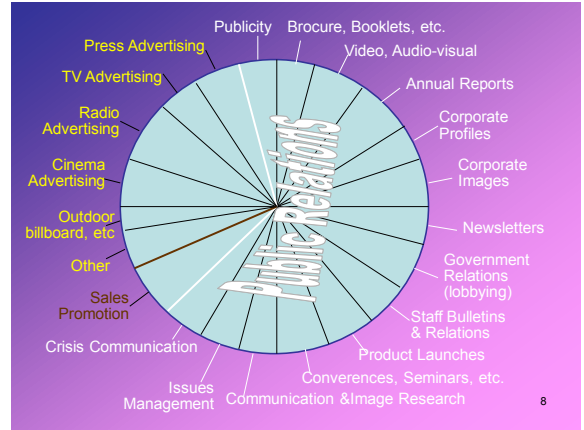 Publicity
Brocure, Booklets, etc.
Video, Audio-visual
Annual Reports
Corporate
Profiles
Corporate
Images
Newsletters
Government
Relations
(lobbying)
Staff Bulletins
& Relations
Product Launches
Converences, Seminars, etc.
Communication &Image Research
Issues
Management
Crisis Communication
Sales
Promotion
Other
Outdoor
billboard, etc
Cinema
Advertising
Radio
Advertising
TV Advertising
Press Advertising
Public Relations
8